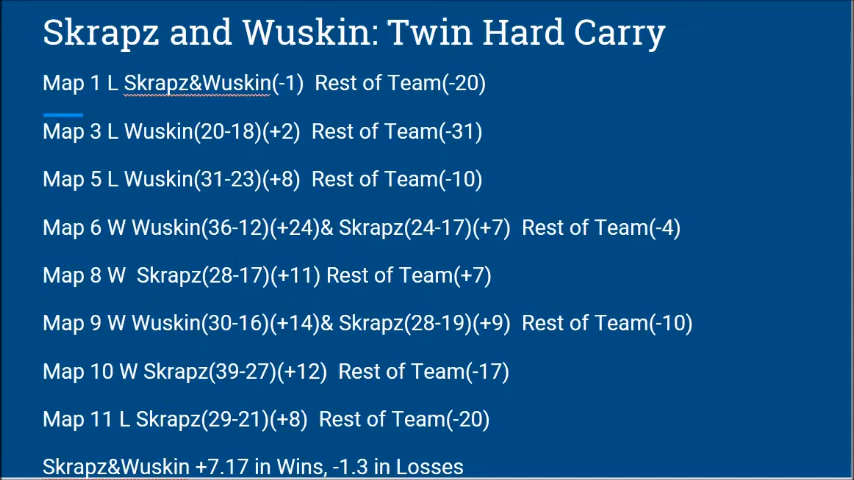 Skrapz and Wuskin: Twin Hard Carry
Map 1 L Skrapz&Wuskin(-1)  Rest of Team(-20)
Map 3 L Wuskin(20-18)(+2)  Rest of Team(-31)
Map 5 L Wuskin(31-23)(+8)  Rest of Team(-10)
Map 6 W Wuskin(36-12)(+24)& Skrapz(24-17)(+7)  Rest of Team(-4)
Map 8 W  Skrapz(28-17)(+11) Rest of Team(+7)
Map 9 W Wuskin(30-16)(+14)& Skrapz(28-19)(+9)  Rest of Team(-10)
Map 10 W Skrapz(39-27)(+12)  Rest of Team(-17)
Map 11 L Skrapz(29-21)(+8)  Rest of Team(-20)
Skrapz&Wuskin +7.17 in Wins, -1.3 in Losses